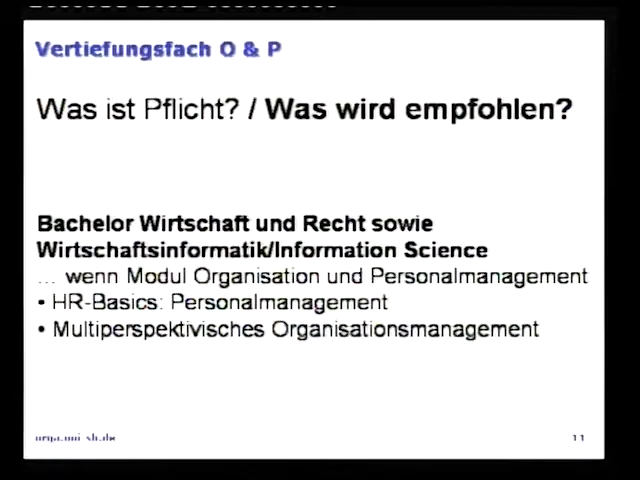 Vertiefungsfach O & P
Was ist Pflicht? / Was wird empfohlen?
Bachelor Wirtschaft und Recht sowie
Wirtschaftsinformatik/Information Science
... wenn Modul Organisation und Personalmanagement
• HR-Basics: Personalmanagement
• Multiperspektivisches Organisationsmanagement
11